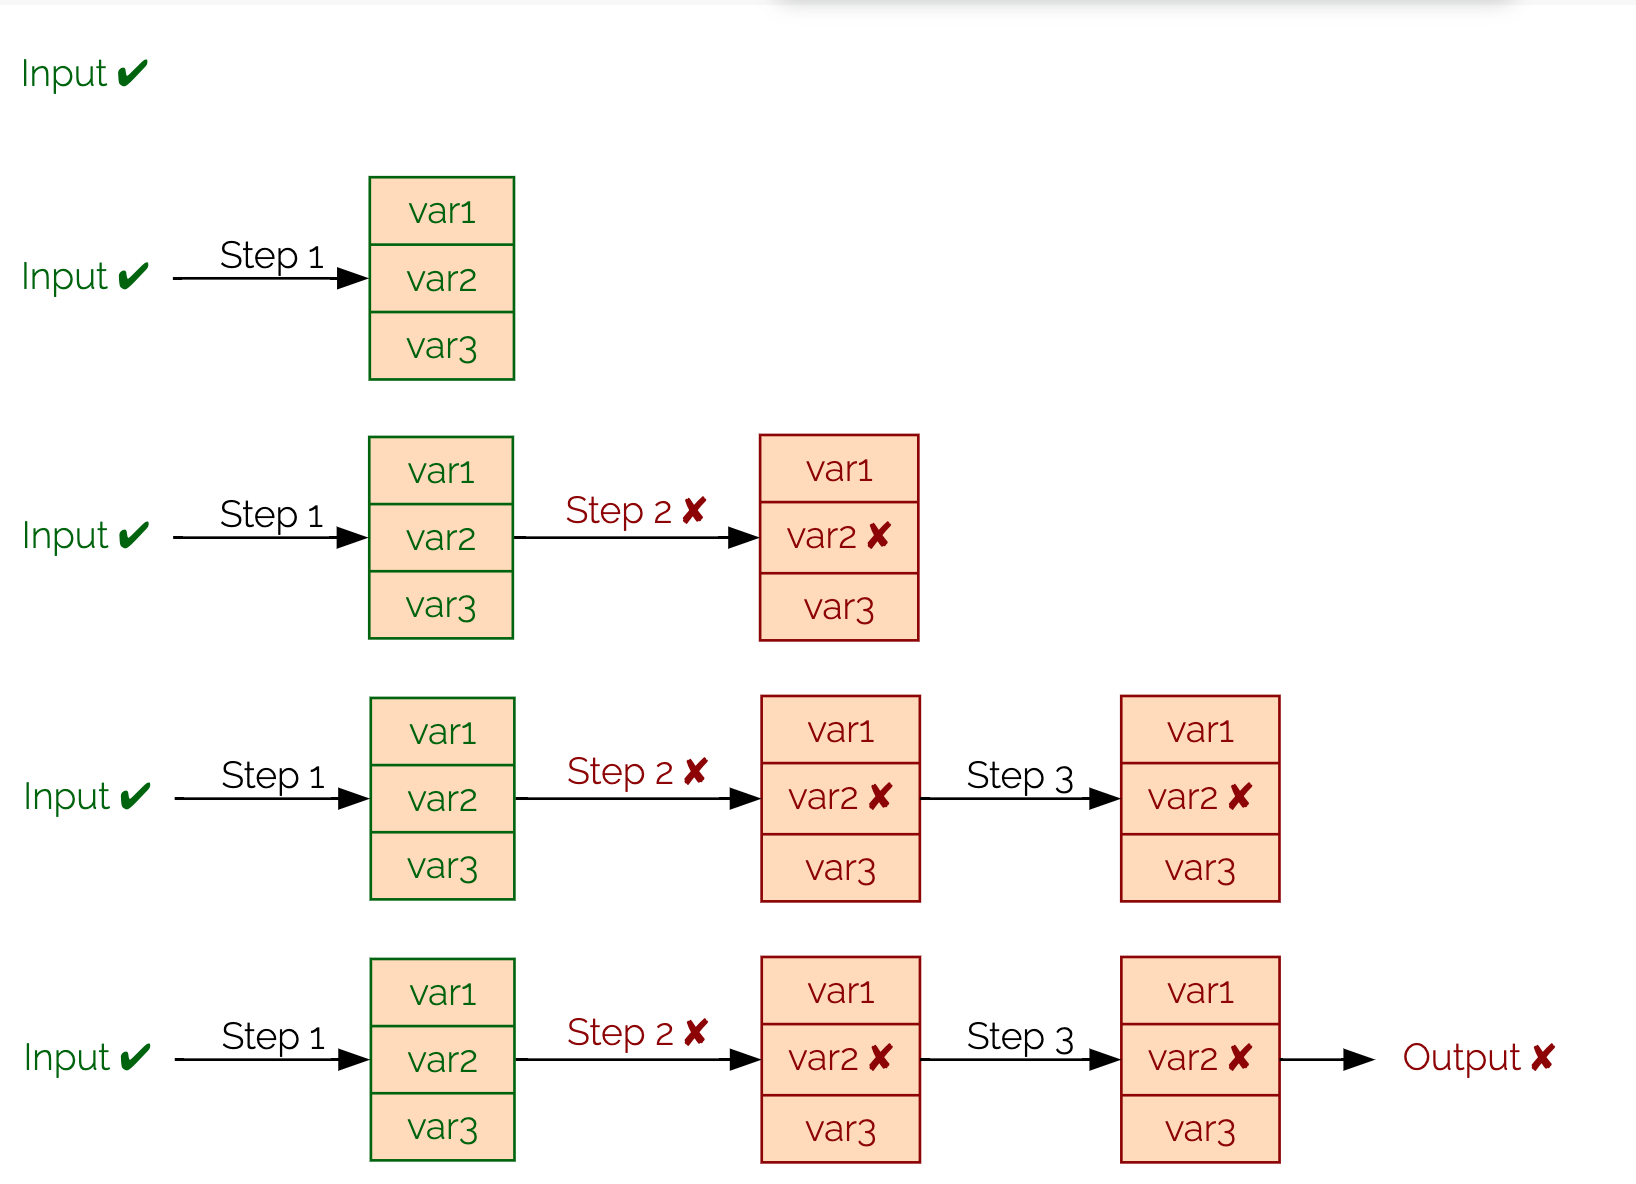 Input ✔
Input ✔ Step 1 var1
var2
var3
Input ✔ Step 1 var1
var2
var3
Step 2 ✘ var1
var2 ✘
var3
Input ✔ Step 1 var1
var2
var3
Step 2 ✘ var1
var2 ✘
var3
Step 3 var1
var2 ✘
var3
Input ✔ Step 1 var1
var2
var3
Step 2 ✘ var1
var2 ✘
var3
Step 3 var1
var2 ✘
var3
Output ✘